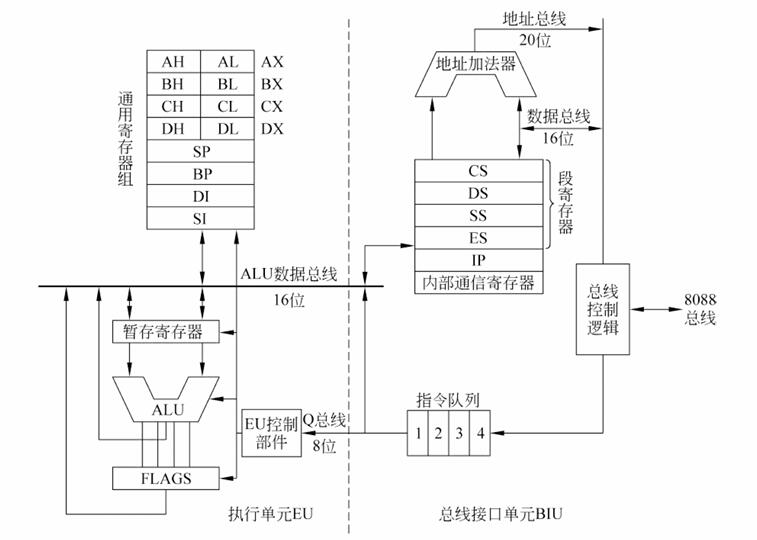 地址总线
20位
地址加法器
数据总线
16位
AH AL AX
BH BL BX
CH CL CX
DH DL DX
SP
BP
DI
SI
通用寄存器组
CS
DS
SS
ES
IP
内部通信寄存器
段寄存器
ALU数据总线
16位
总线
控制
逻辑
8088
总线
暂存寄存器
ALU
FLAGS
EU控制
部件
Q总线
8位
指令队列
1 2 3 4
执行单元EU
总线接口单元BIU